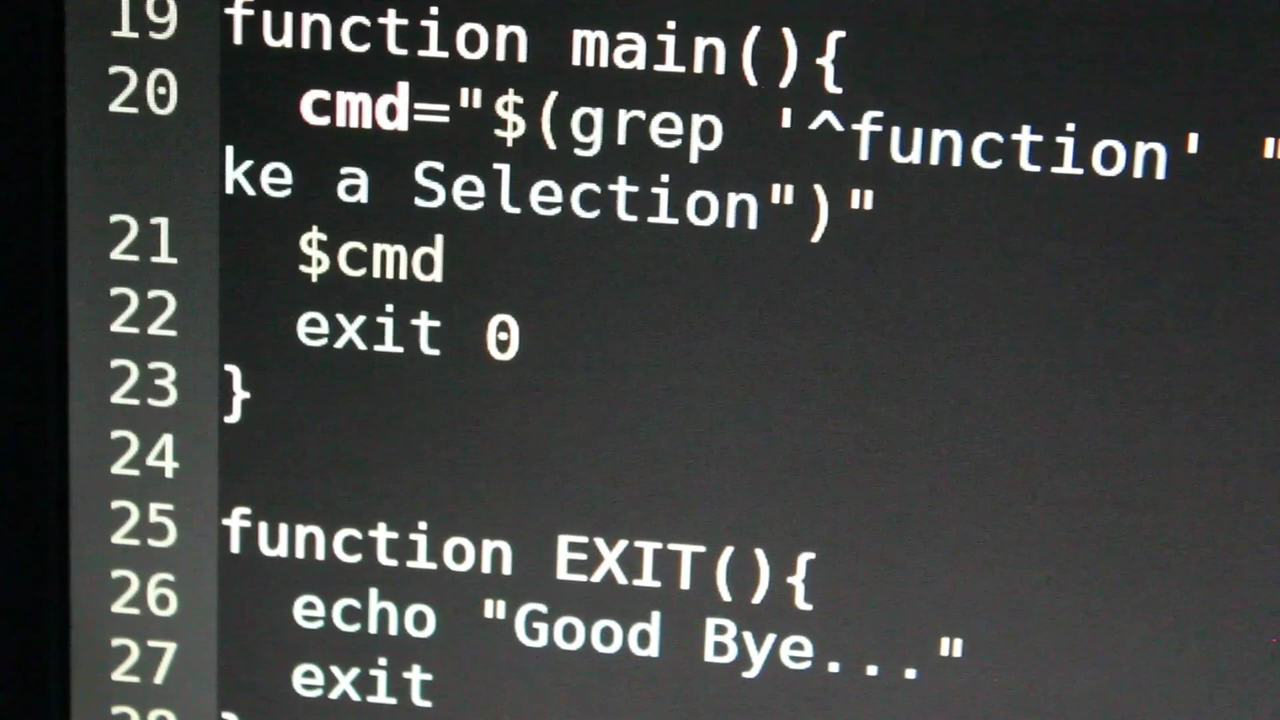 19 function main(){
20 cmd="$(grep '^function' "
ke a Selection")"
21 $cmd
22 exit 0
23 }
24
25 function EXIT(){
26 echo "Good Bye..."
27 exit
28 }